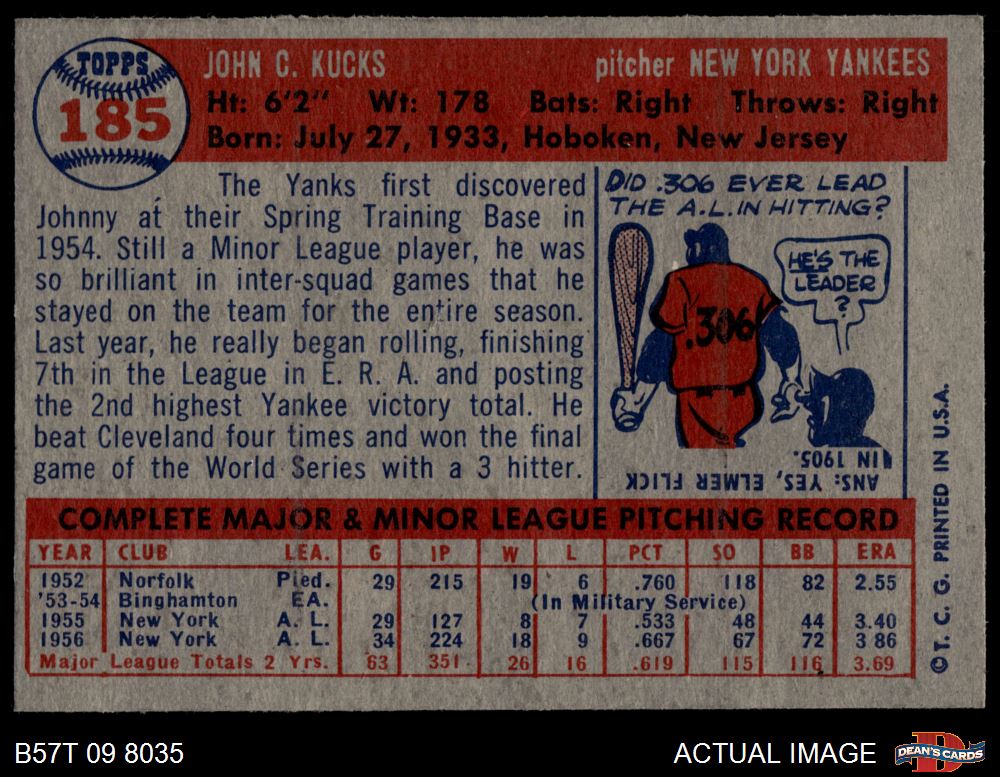 TOPPS
185
JOHN C. KUCKS pitcher NEW YORK YANKEES
Ht: 6'2" Wt: 178 Bats: Right Throws: Right
Born: July 27, 1933, Hoboken, New Jersey
The Yanks first discovered
Johnny at their Spring Training Base in
1954. Still a Minor League player, he was
so brilliant in inter-squad games that he
stayed on the team for the entire season.
Last year, he really began rolling, finishing
7th in the League in E. R. A. and posting
the 2nd highest Yankee victory total. He
beat Cleveland four times and won the final
game of the World Series with a 3 hitter.
DID .306 EVER LEAD
THE A.L. IN HITTING?
HE'S THE
LEADER
?
.306
ANS: YES, ELMER FLICK
IN 1905.
COMPLETE MAJOR & MINOR LEAGUE PITCHING RECORD
YEAR CLUB LEA. G IP W L PCT SO BB ERA
1952 Norfolk Pied. 29 215 19 6 .760 118 82 2.55
'53-54 Binghamton EA. (In Military Service)
1955 New York A. L. 29 127 8 7 .533 48 44 3.40
1956 New York A. L. 34 224 18 9 .667 67 72 3 86
Major League Totals 2 Yrs. 63 351 26 16 .619 115 116 3.69
©T. C. G. PRINTED IN U.S.A.
B57T 09 8035
ACTUAL IMAGE
D
DEAN'S CARDS